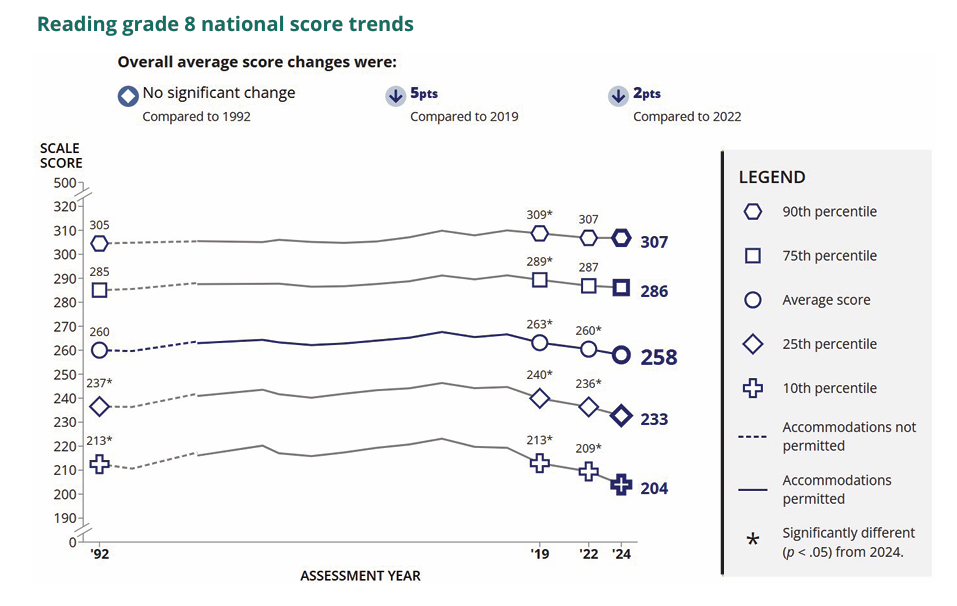 Reading grade 8 national score trends
Overall average score changes were:
No significant change
Compared to 1992
5pts
Compared to 2019
2pts
Compared to 2022
SCALE
SCORE
500
320
310
300
290
280
270
260
250
240
230
220
210
200
190
0
305
309*
307
307
285
289*
287
286
260
263*
260*
258
237*
240*
236*
233
213*
213*
209*
204
'92
'19
'22
'24
ASSESSMENT YEAR
LEGEND
90th percentile
75th percentile
Average score
25th percentile
10th percentile
Accommodations not
permitted
Accommodations
permitted
* Significantly different
(p < .05) from 2024.